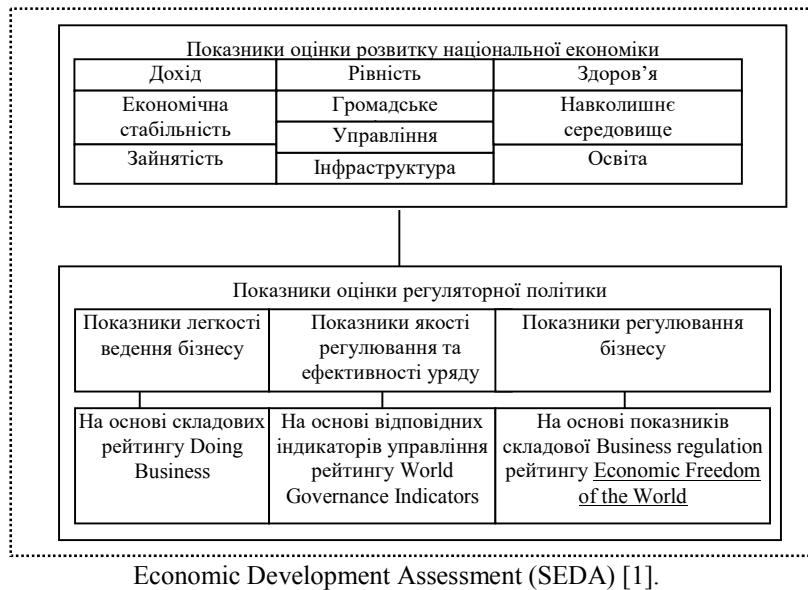 Показники оцінки розвитку національної економіки
Дохід
Економічна
стабільність
Зайнятість
Рівність
Громадське
Управління
Інфраструктура
Здоров’я
Навколишнє
середовище
Освіта
Показники оцінки регуляторної політики
Показники легкості
ведення бізнесу
Показники якості
регулювання та
ефективності уряду
Показники регулювання
бізнесу
На основі складових
рейтингу Doing
Business
На основі відповідних
індикаторів управління
рейтингу World
Governance Indicators
На основі показників
складової Business regulation
рейтингу Economic Freedom
of the World
Economic Development Assessment (SEDA) [1].